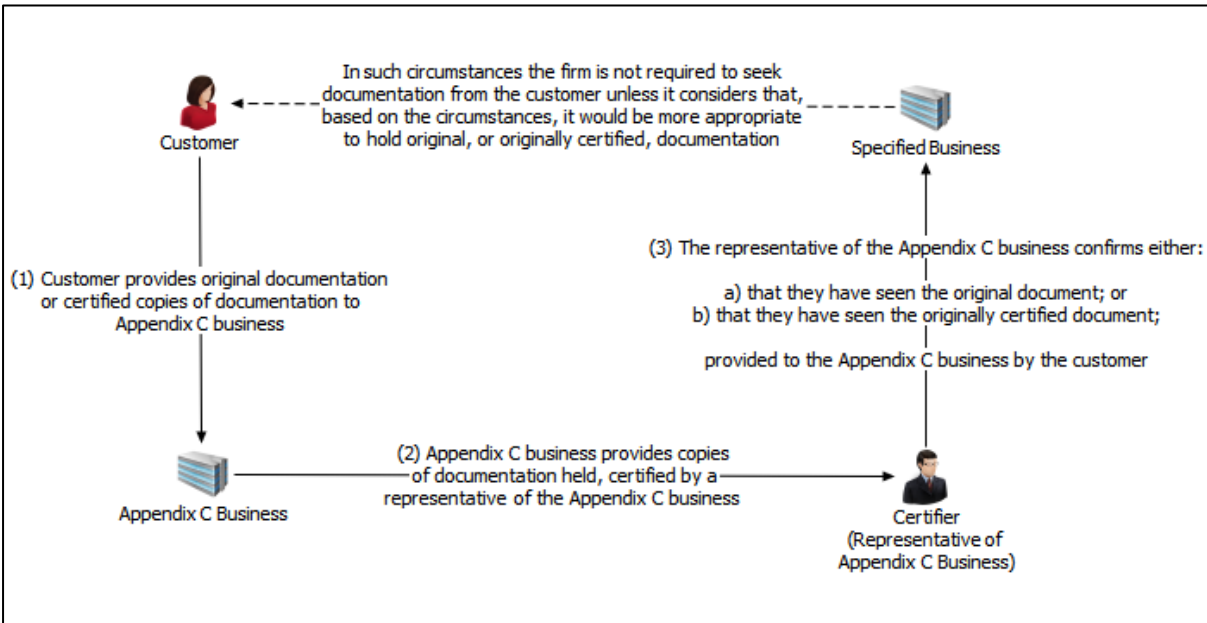 In such circumstances the firm is not required to seek
documentation from the customer unless it considers that,
based on the circumstances, it would be more appropriate
to hold original, or originally certified, documentation
Customer
Specified Business
(1) Customer provides original documentation
or certified copies of documentation to
Appendix C business
(3) The representative of the Appendix C business confirms either:
a) that they have seen the original document; or
b) that they have seen the originally certified document;
provided to the Appendix C business by the customer
(2) Appendix C business provides copies
of documentation held, certified by a
representative of the Appendix C business
Appendix C Business
Certifier
(Representative of
Appendix C Business)